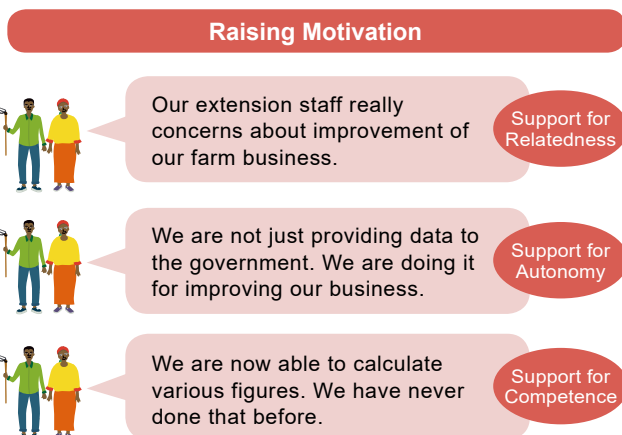 Raising Motivation
Our extension staff really
concerns about improvement of
our farm business.
Support for
Relatedness
We are not just providing data to
the government. We are doing it
for improving our business.
Support for
Autonomy
We are now able to calculate
various figures. We have never
done that before.
Support for
Competence